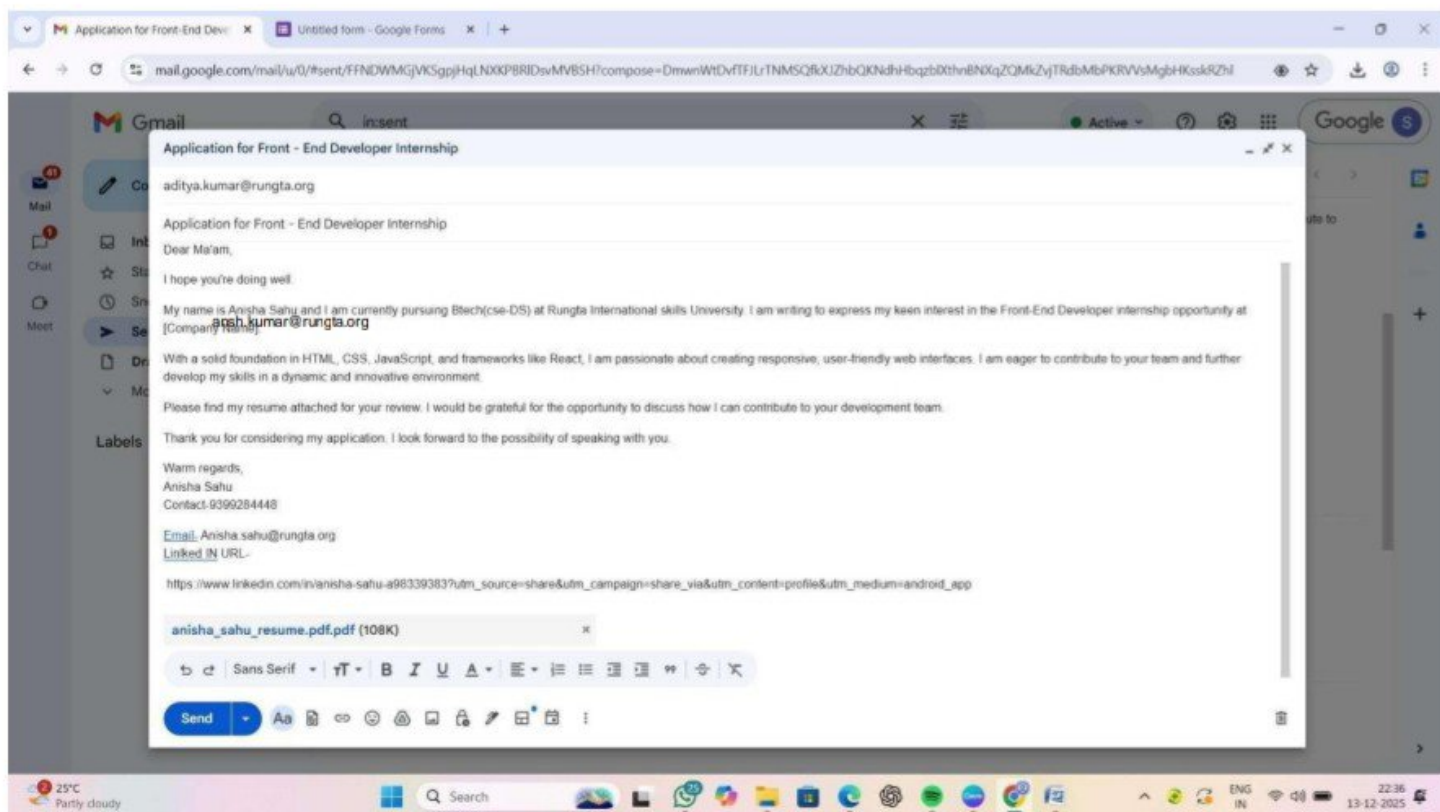 Application for Front-End Deve
Untitled form - Google Forms
Gmail
in:sent
Active
Google
S
41
Mail
Chat
Meet
Co
Inb
Sta
Sn
Se
Dr
Mo
Labels
ute to
Application for Front - End Developer Internship
aditya.kumar@rungta.org
Application for Front - End Developer Internship
Dear Ma'am,
I hope you're doing well.
My name is Anisha Sahu and I am currently pursuing Btech(cse-DS) at Rungta International skills University. I am writing to express my keen interest in the Front-End Developer internship opportunity at
[Company Name].
ansh.kumar@rungta.org
With a solid foundation in HTML, CSS, JavaScript, and frameworks like React, I am passionate about creating responsive, user-friendly web interfaces. I am eager to contribute to your team and further
develop my skills in a dynamic and innovative environment.
Please find my resume attached for your review. I would be grateful for the opportunity to discuss how I can contribute to your development team.
Thank you for considering my application. I look forward to the possibility of speaking with you.
Warm regards,
Anisha Sahu
Contact-9399284448
Email- Anisha.sahu@rungta.org
Linked IN URL-
https://www.linkedin.com/in/anisha-sahu-a98339383?utm_source=share&utm_campaign=share_via&utm_content=profile&utm_medium=android_app
anisha_sahu_resume.pdf.pdf (108K)
Sans Serif
Send
25°C
Partly cloudy
Search
ENG
IN
22:36
13-12-2025